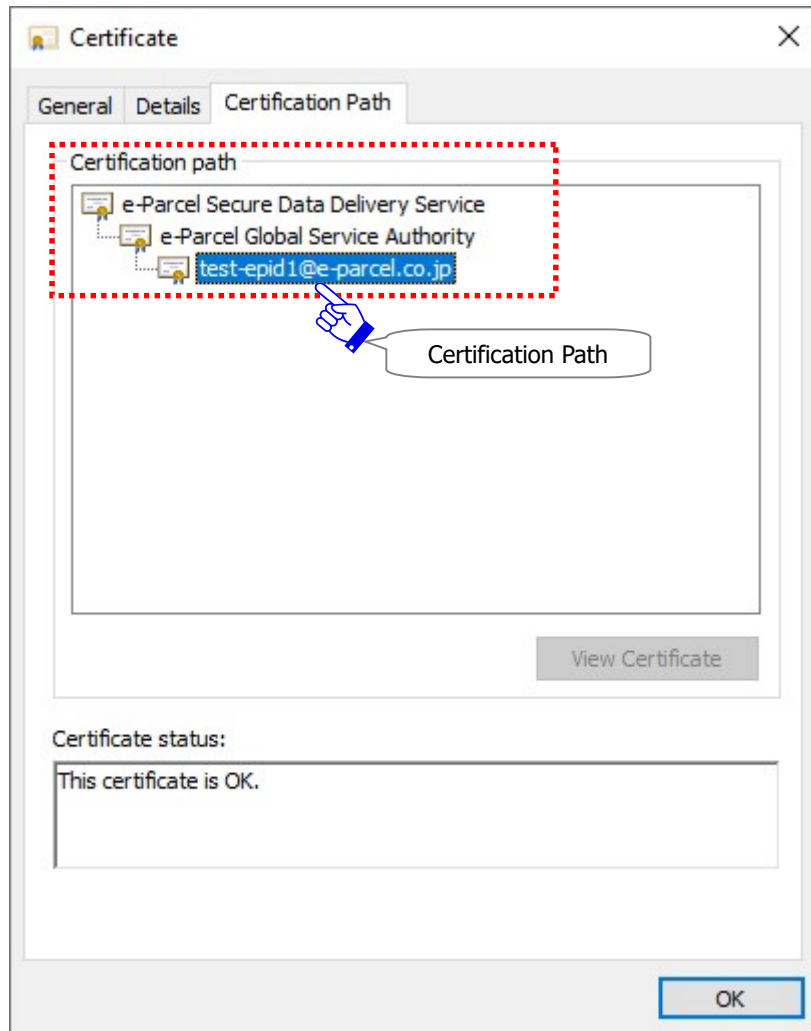 Certificate
General
Details
Certification Path
Certification path
e-Parcel Secure Data Delivery Service
e-Parcel Global Service Authority
test-epid1@e-parcel.co.jp
Certification Path
View Certificate
Certificate status:
This certificate is OK.
OK